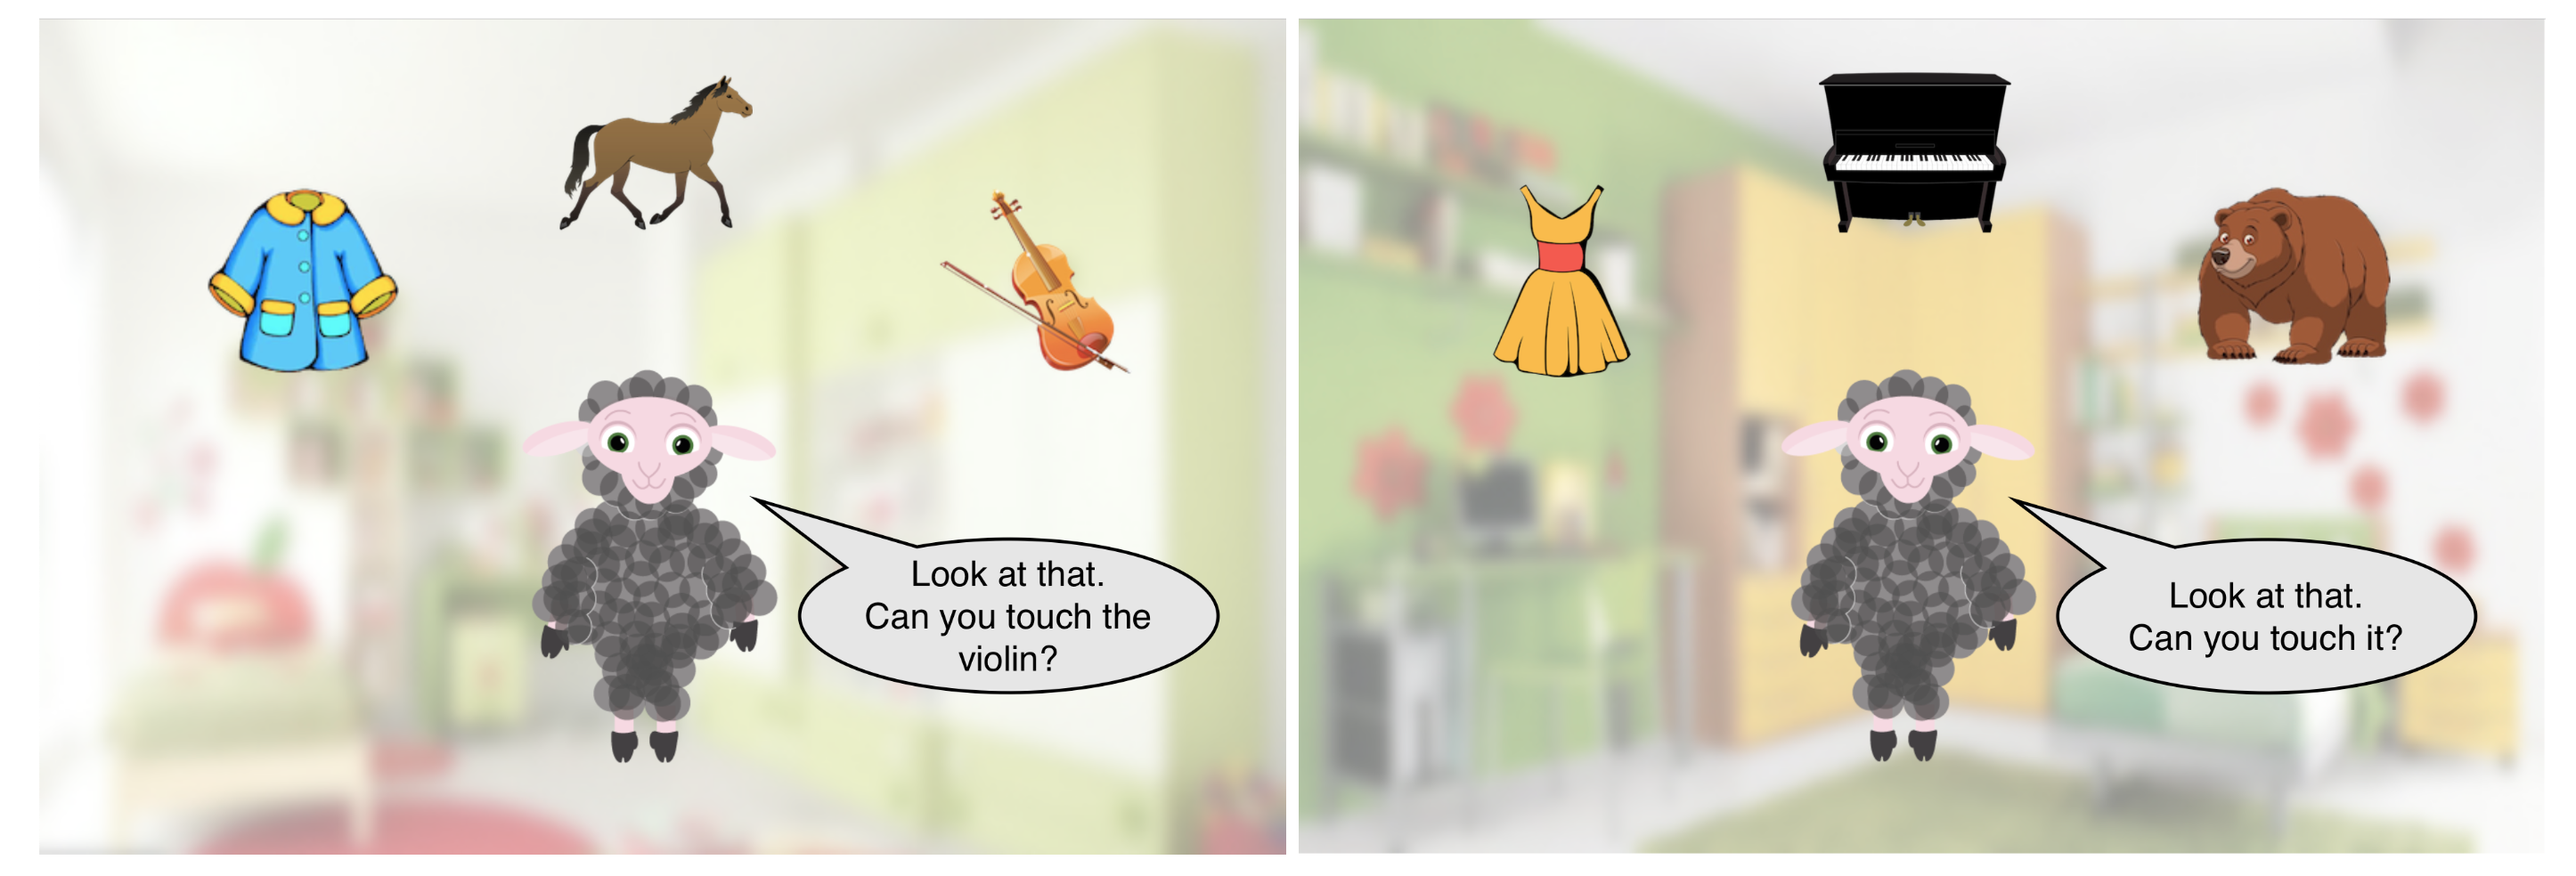 Look at that.
Can you touch the
violin?
Look at that.
Can you touch it?